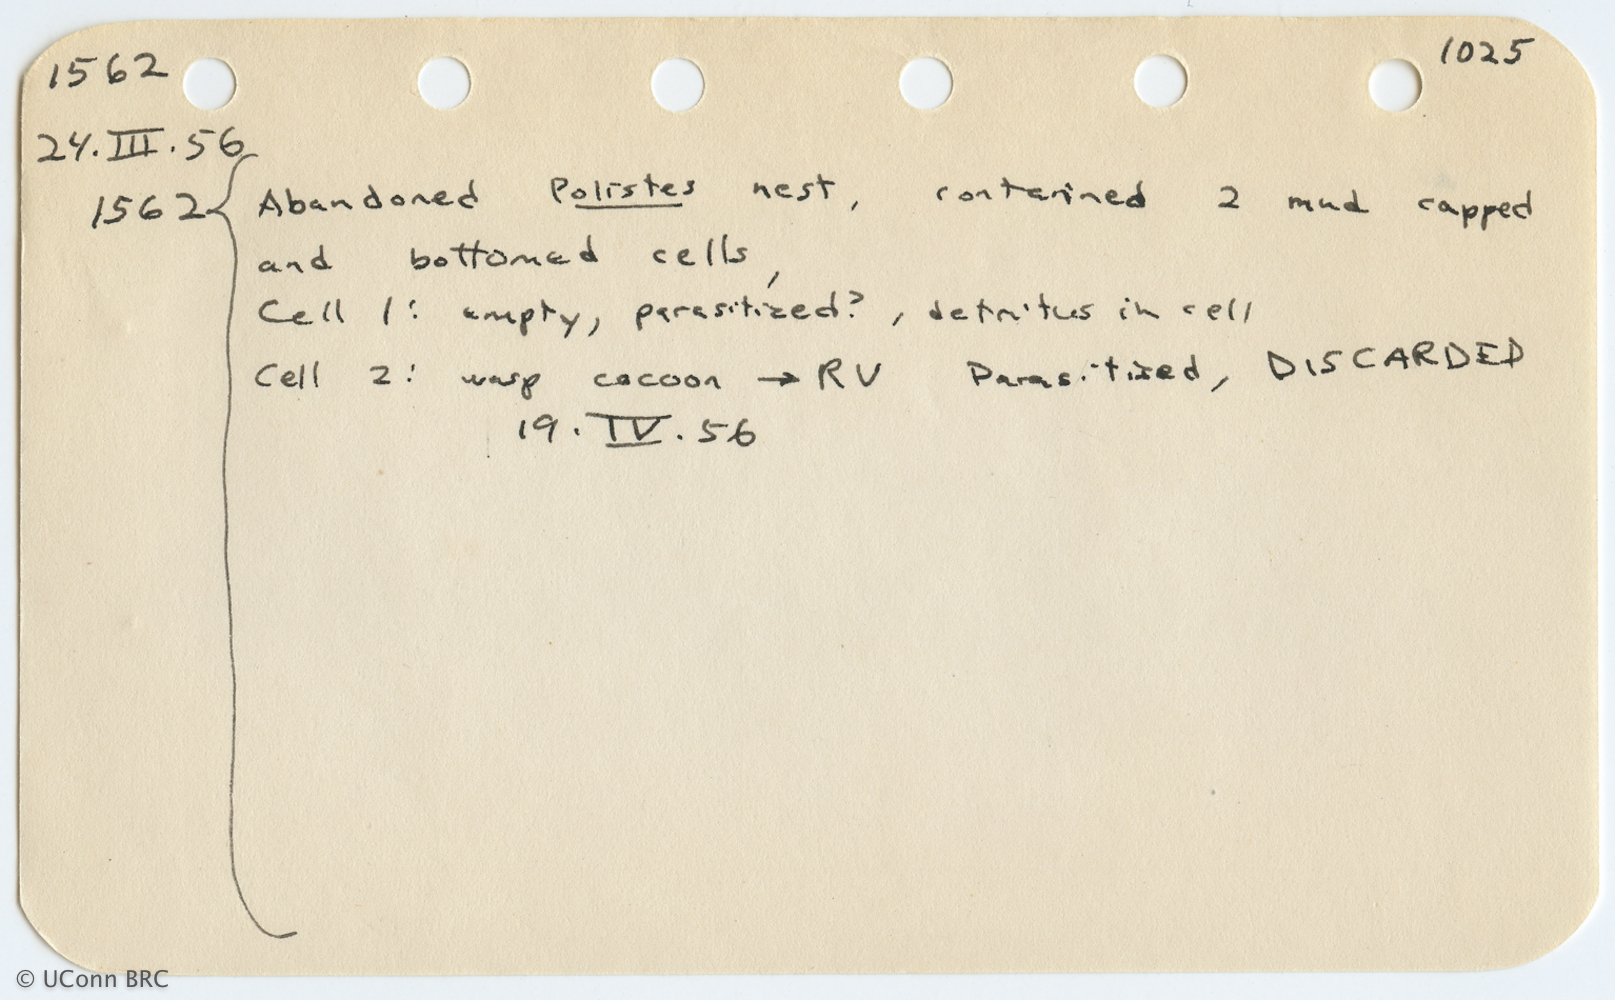 1562 1025
24.III.56
1562 Abandoned Polistes nest, contained 2 mud capped
and bottomed cells,
Cell 1: empty, parasitized?, detritus in cell
Cell 2: wasp cocoon → RV Parasitized, DISCARDED
19.IV.56
© UConn BRC